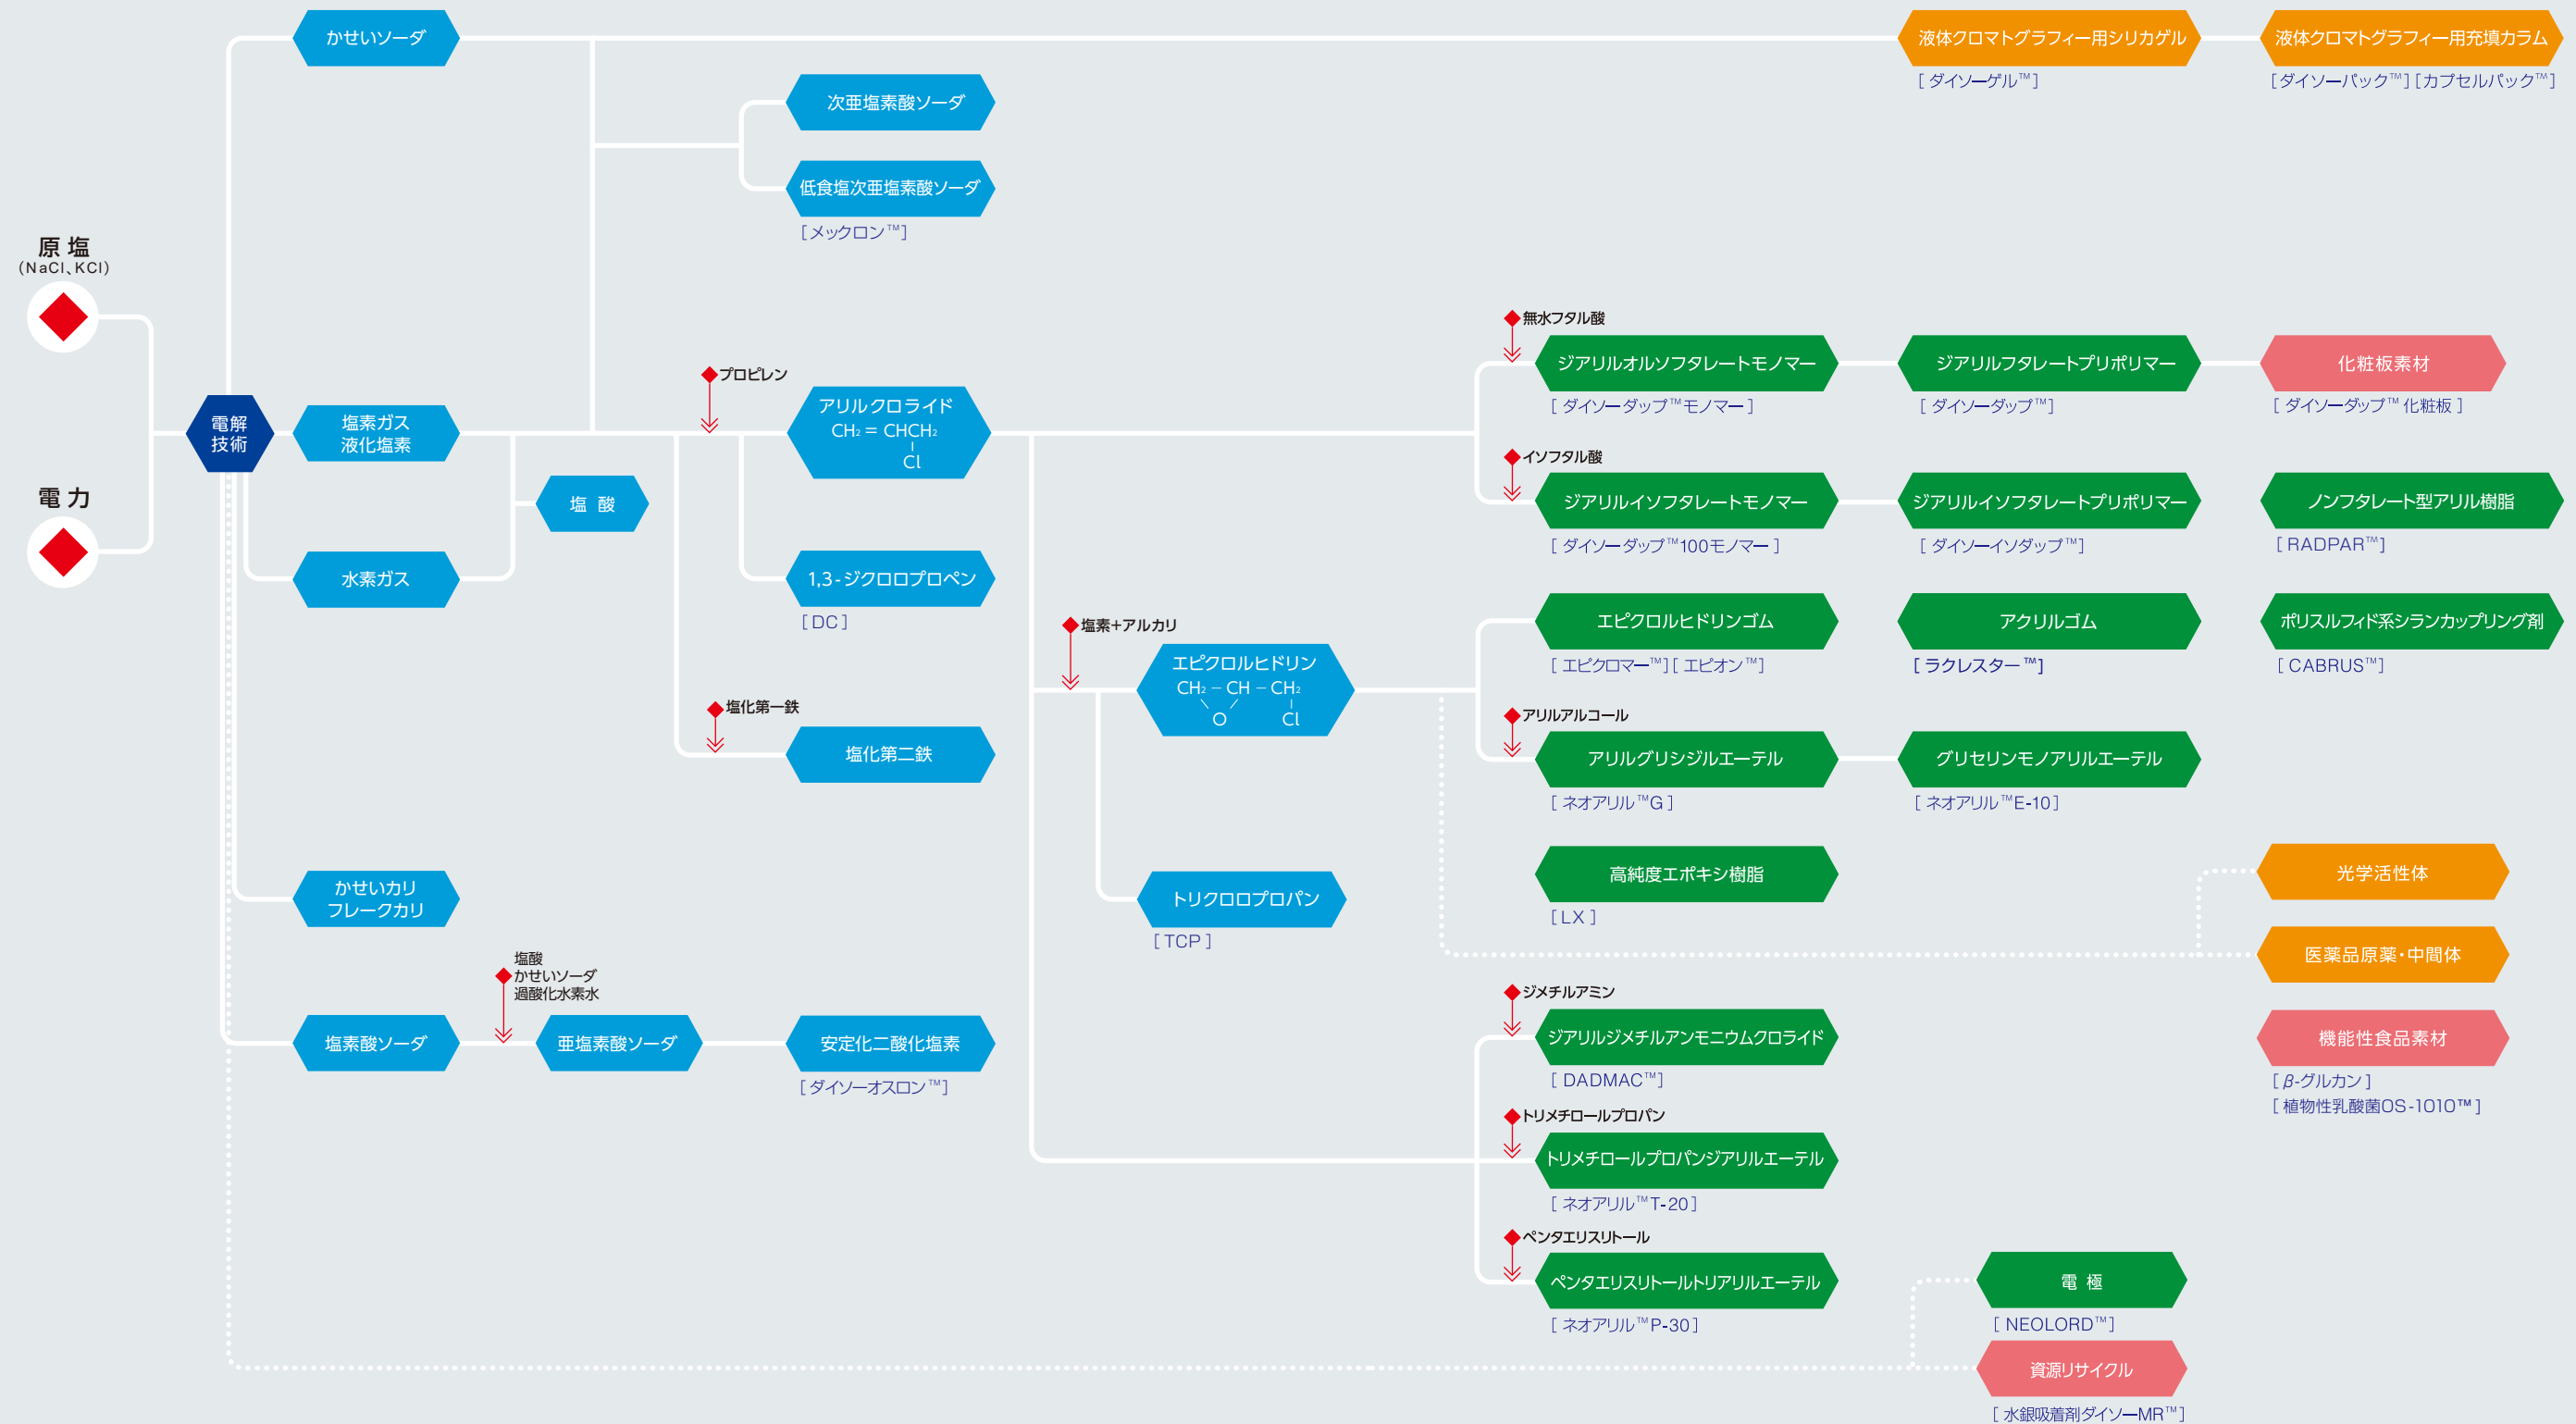 かせいソーダ
液体クロマトグラフィー用シリカゲル
[ ダイソーゲル™]
液体クロマトグラフィー用充填カラム
[ダイソーパック™] [カプセルパック™]
次亜塩素酸ソーダ
低食塩次亜塩素酸ソーダ
[メックロン™]
原 塩
(NaCl、KCl)
電 力
電解
技術
塩素ガス
液化塩素
塩 酸
水素ガス
プロピレン
アリルクロライド
CH₂ = CHCH₂
Cl
1,3-ジクロロプロペン
[ DC ]
塩化第一鉄
塩化第二鉄
無水フタル酸
ジアリルオルソフタレートモノマー
[ ダイソーダップ™モノマー ]
ジアリルフタレートプリポリマー
[ ダイソーダップ™]
化粧板素材
[ ダイソーダップ™ 化粧板 ]
イソフタル酸
ジアリルイソフタレートモノマー
[ ダイソーダップ™100モノマー ]
ジアリルイソフタレートプリポリマー
[ ダイソーイソダップ™]
ノンフタレート型アリル樹脂
[ RADPAR™]
塩素+アルカリ
エピクロルヒドリン
CH₂ − CH − CH₂
O Cl
エピクロルヒドリンゴム
[ エピクロマー™] [ エピオン™]
アクリルゴム
[ ラクレスター™]
ポリスルフィド系シランカップリング剤
[ CABRUS™]
アリルアルコール
アリルグリシジルエーテル
[ ネオアリル™G ]
グリセリンモノアリルエーテル
[ ネオアリル™E-10]
高純度エポキシ樹脂
[ LX ]
トリクロロプロパン
[ TCP ]
光学活性体
医薬品原薬・中間体
機能性食品素材
[ β-グルカン ]
[ 植物性乳酸菌OS-1010™ ]
かせいカリ
フレークカリ
塩酸
かせいソーダ
過酸化水素水
塩素酸ソーダ
亜塩素酸ソーダ
安定化二酸化塩素
[ ダイソーオスロン™]
ジメチルアミン
ジアリルジメチルアンモニウムクロライド
[ DADMAC™]
トリメチロールプロパン
トリメチロールプロパンジアリルエーテル
[ ネオアリル™T-20]
ペンタエリスリトール
ペンタエリスリトールトリアリルエーテル
[ ネオアリル™P-30]
電 極
[ NEOLORD™]
資源リサイクル
[ 水銀吸着剤ダイソーMR™]